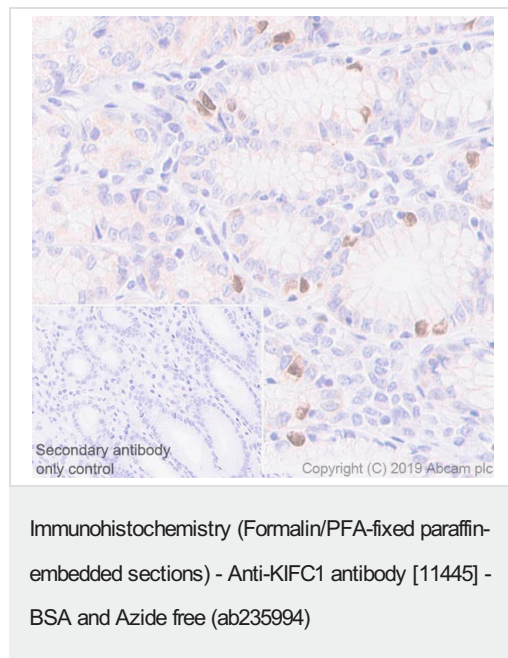 Secondary antibody
only control
Copyright (C) 2019 Abcam plc
Immunohistochemistry (Formalin/PFA-fixed paraffin-
embedded sections) - Anti-KIFC1 antibody [11445] -
BSA and Azide free (ab235994)